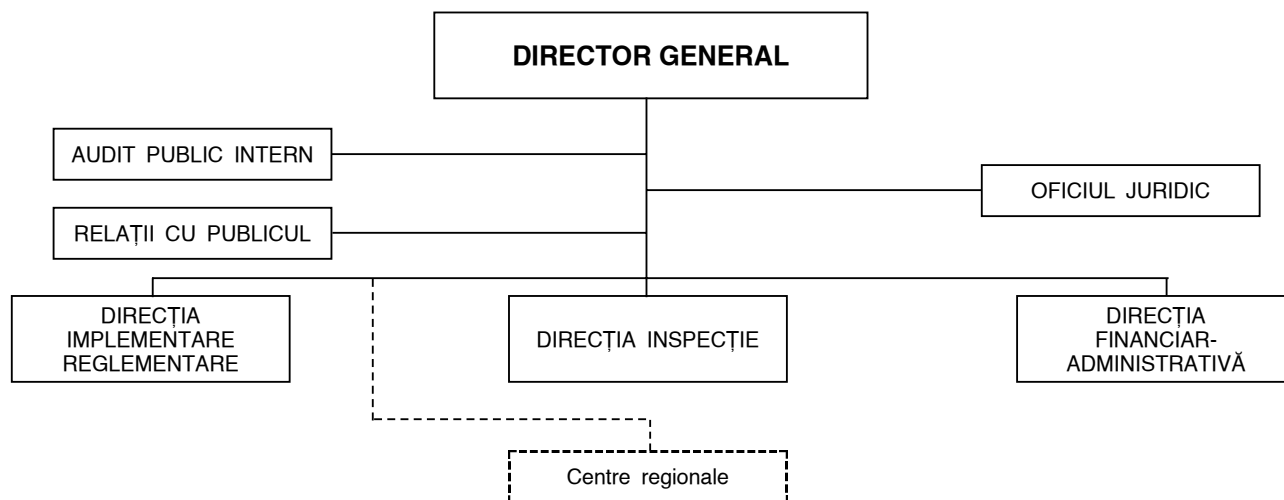 DIRECTOR GENERAL
AUDIT PUBLIC INTERN
OFICIUL JURIDIC
RELAȚII CU PUBLICUL
DIRECȚIA
IMPLEMENTARE
REGLEMENTARE
DIRECȚIA INSPECȚIE
DIRECȚIA
FINANCIAR-
ADMINISTRATIVĂ
Centre regionale